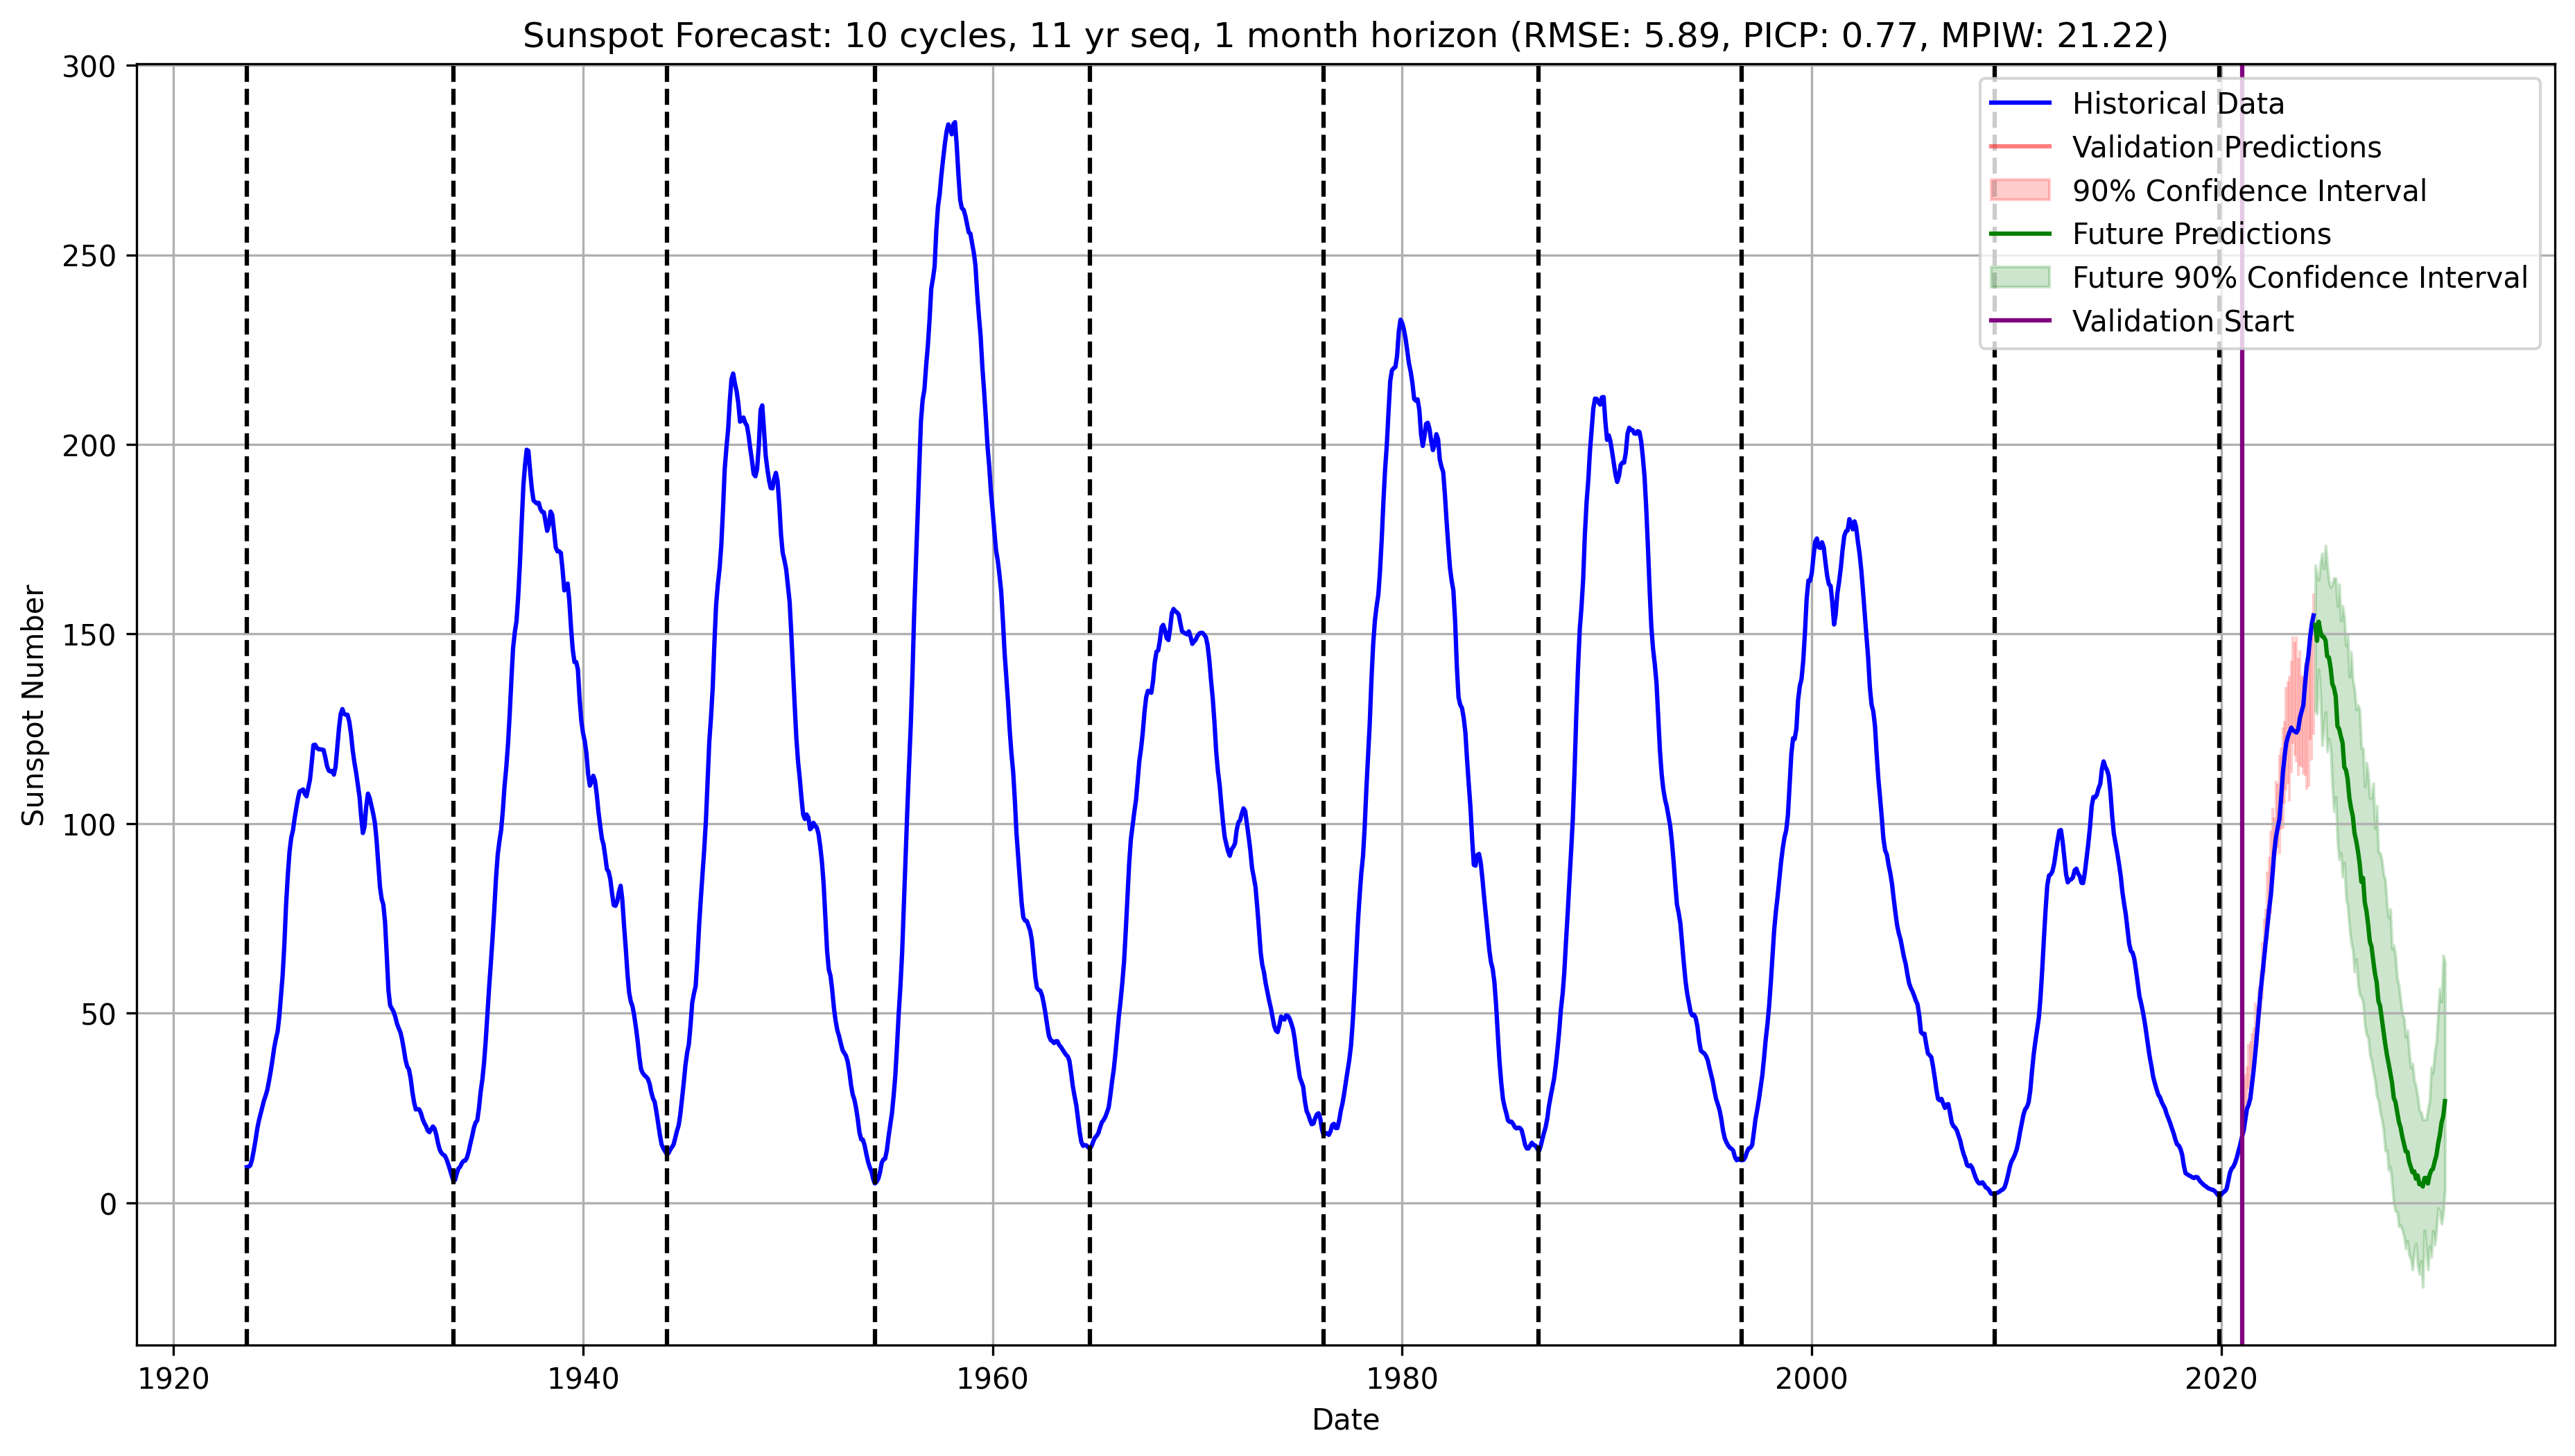 Sunspot Forecast: 10 cycles, 11 yr seq, 1 month horizon (RMSE: 5.89, PICP: 0.77, MPIW: 21.22)
300
250
200
150
100
50
0
Sunspot Number
Historical Data
Validation Predictions
90% Confidence Interval
Future Predictions
Future 90% Confidence Interval
Validation Start
1920 1940 1960 1980 2000 2020
Date